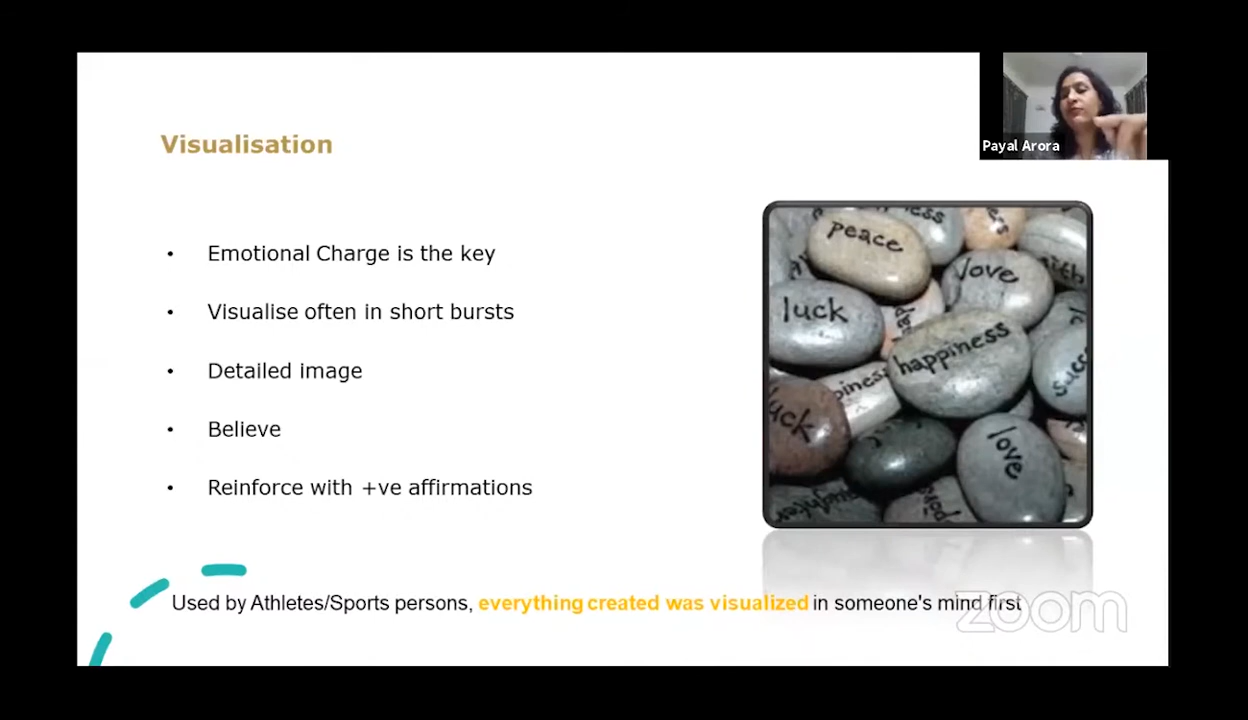 Payal Arora
Visualisation
• Emotional Charge is the key
• Visualise often in short bursts
• Detailed image
• Believe
• Reinforce with +ve affirmations
peace
love
luck
happiness
piness
uck
love
Used by Athletes/Sports persons, everything created was visualized in someone's mind first
zoom